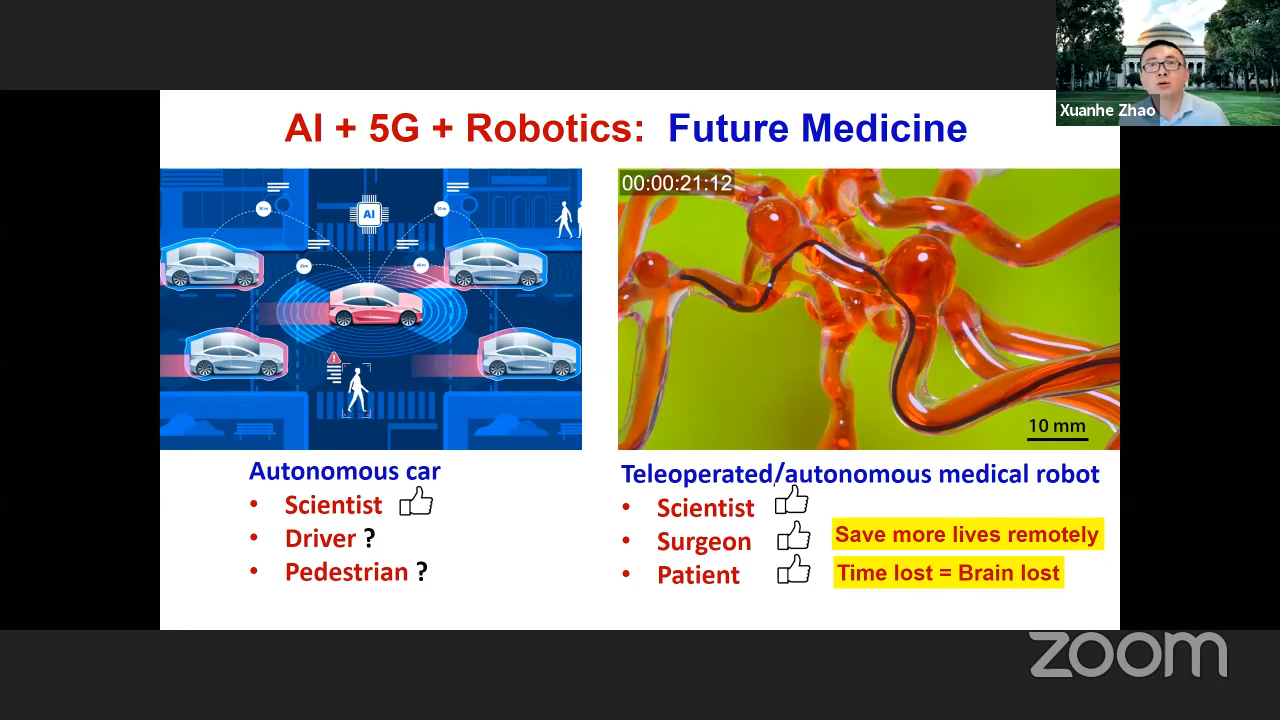 Xuanhe Zhao
AI + 5G + Robotics: Future Medicine
AI
00:00:21:12
10 mm
Autonomous car
• Scientist
• Driver ?
• Pedestrian ?
Teleoperated/autonomous medical robot
• Scientist
• Surgeon
• Patient
Save more lives remotely
Time lost = Brain lost
zoom